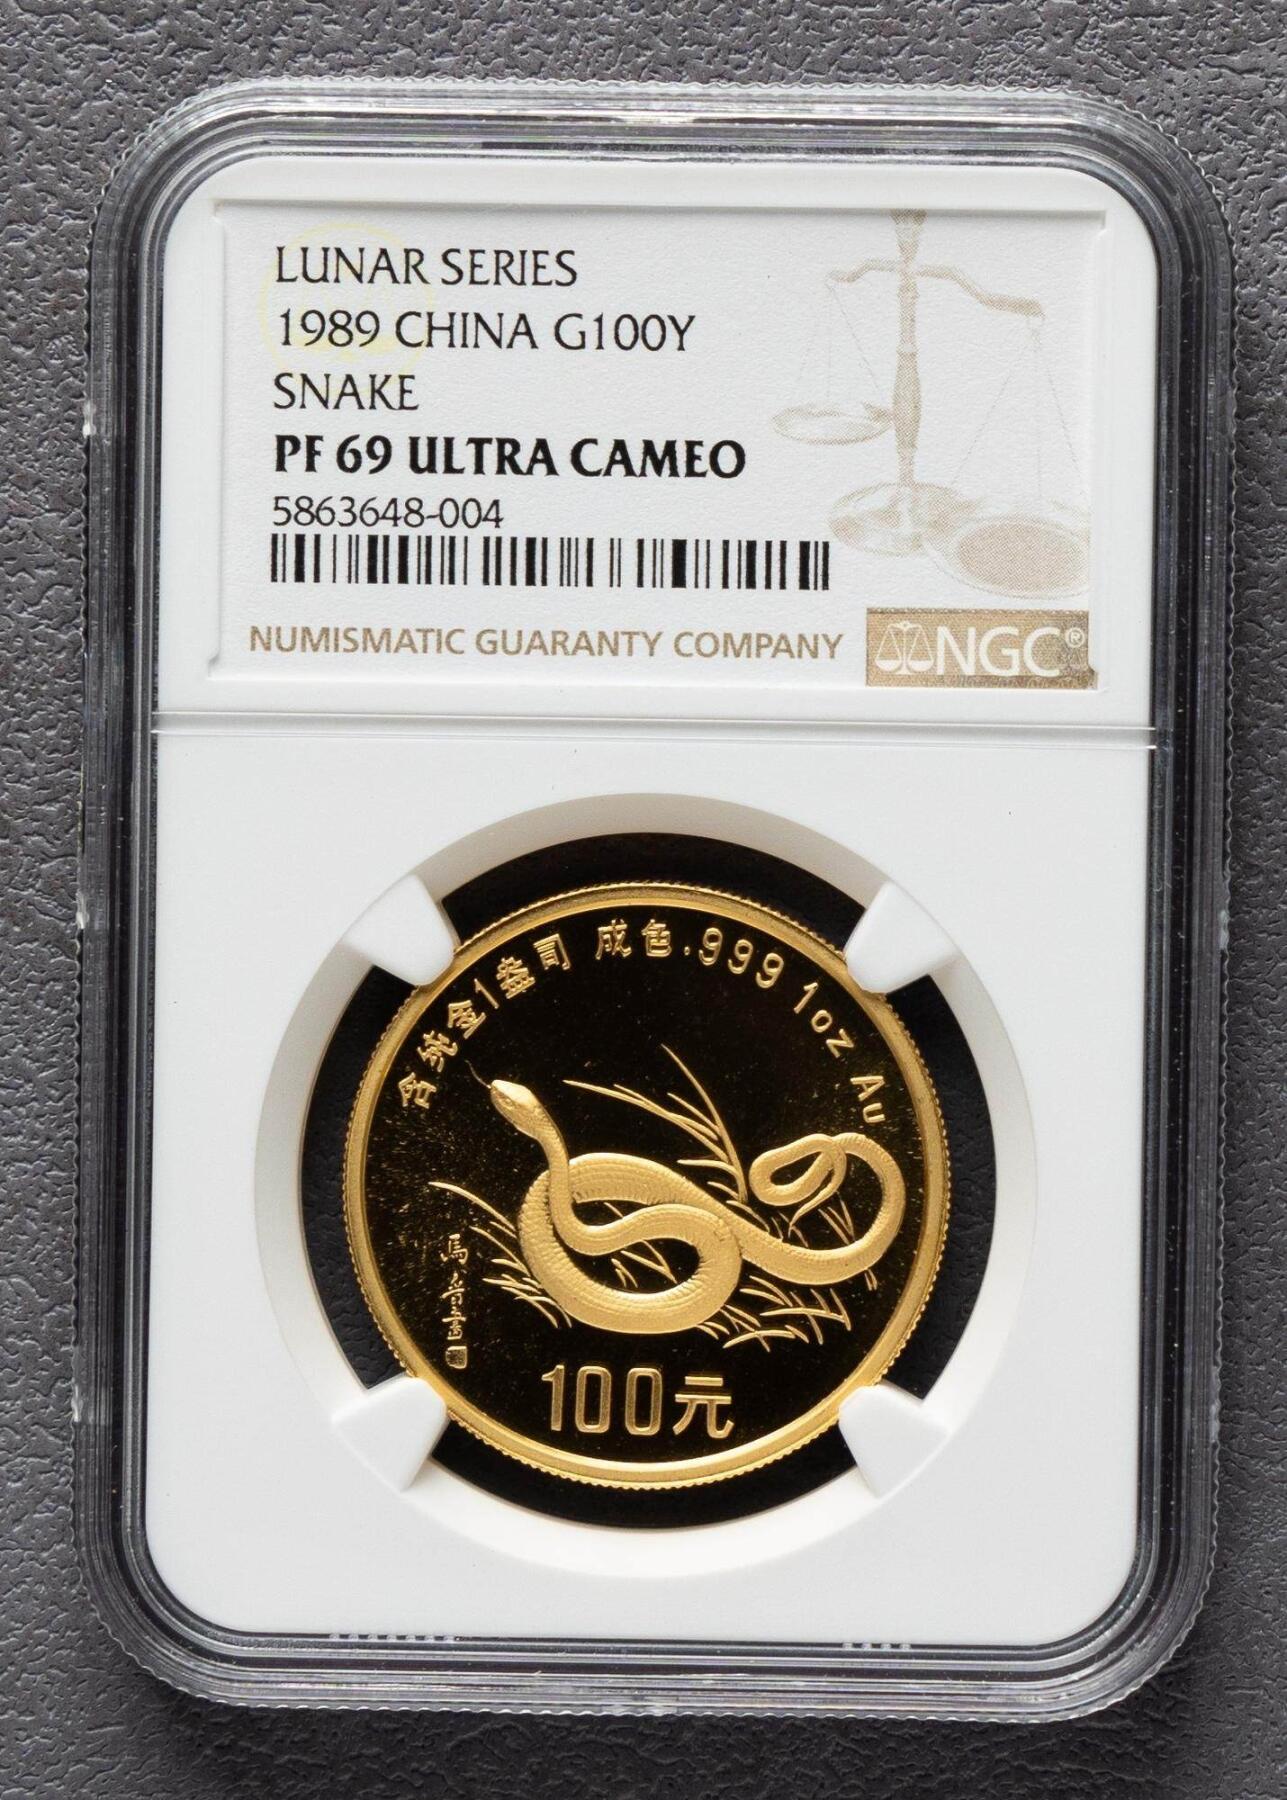 LUNAR SERIES
1989 CHINA G100Y
SNAKE
PF 69 ULTRA CAMEO
5863648-004
NUMISMATIC GUARANTY COMPANY
NGC®
含纯金1盎司 成色.999 1oz Au
100元